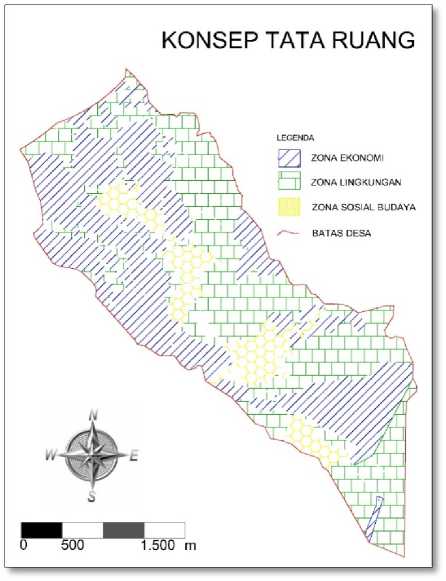 KONSEP TATA RUANG
LEGENDA
ZONA EKONOMI
ZONA LINGKUNGAN
ZONA SOSIAL BUDAYA
BATAS DESA
N
W E
S
0 500 1.500 m